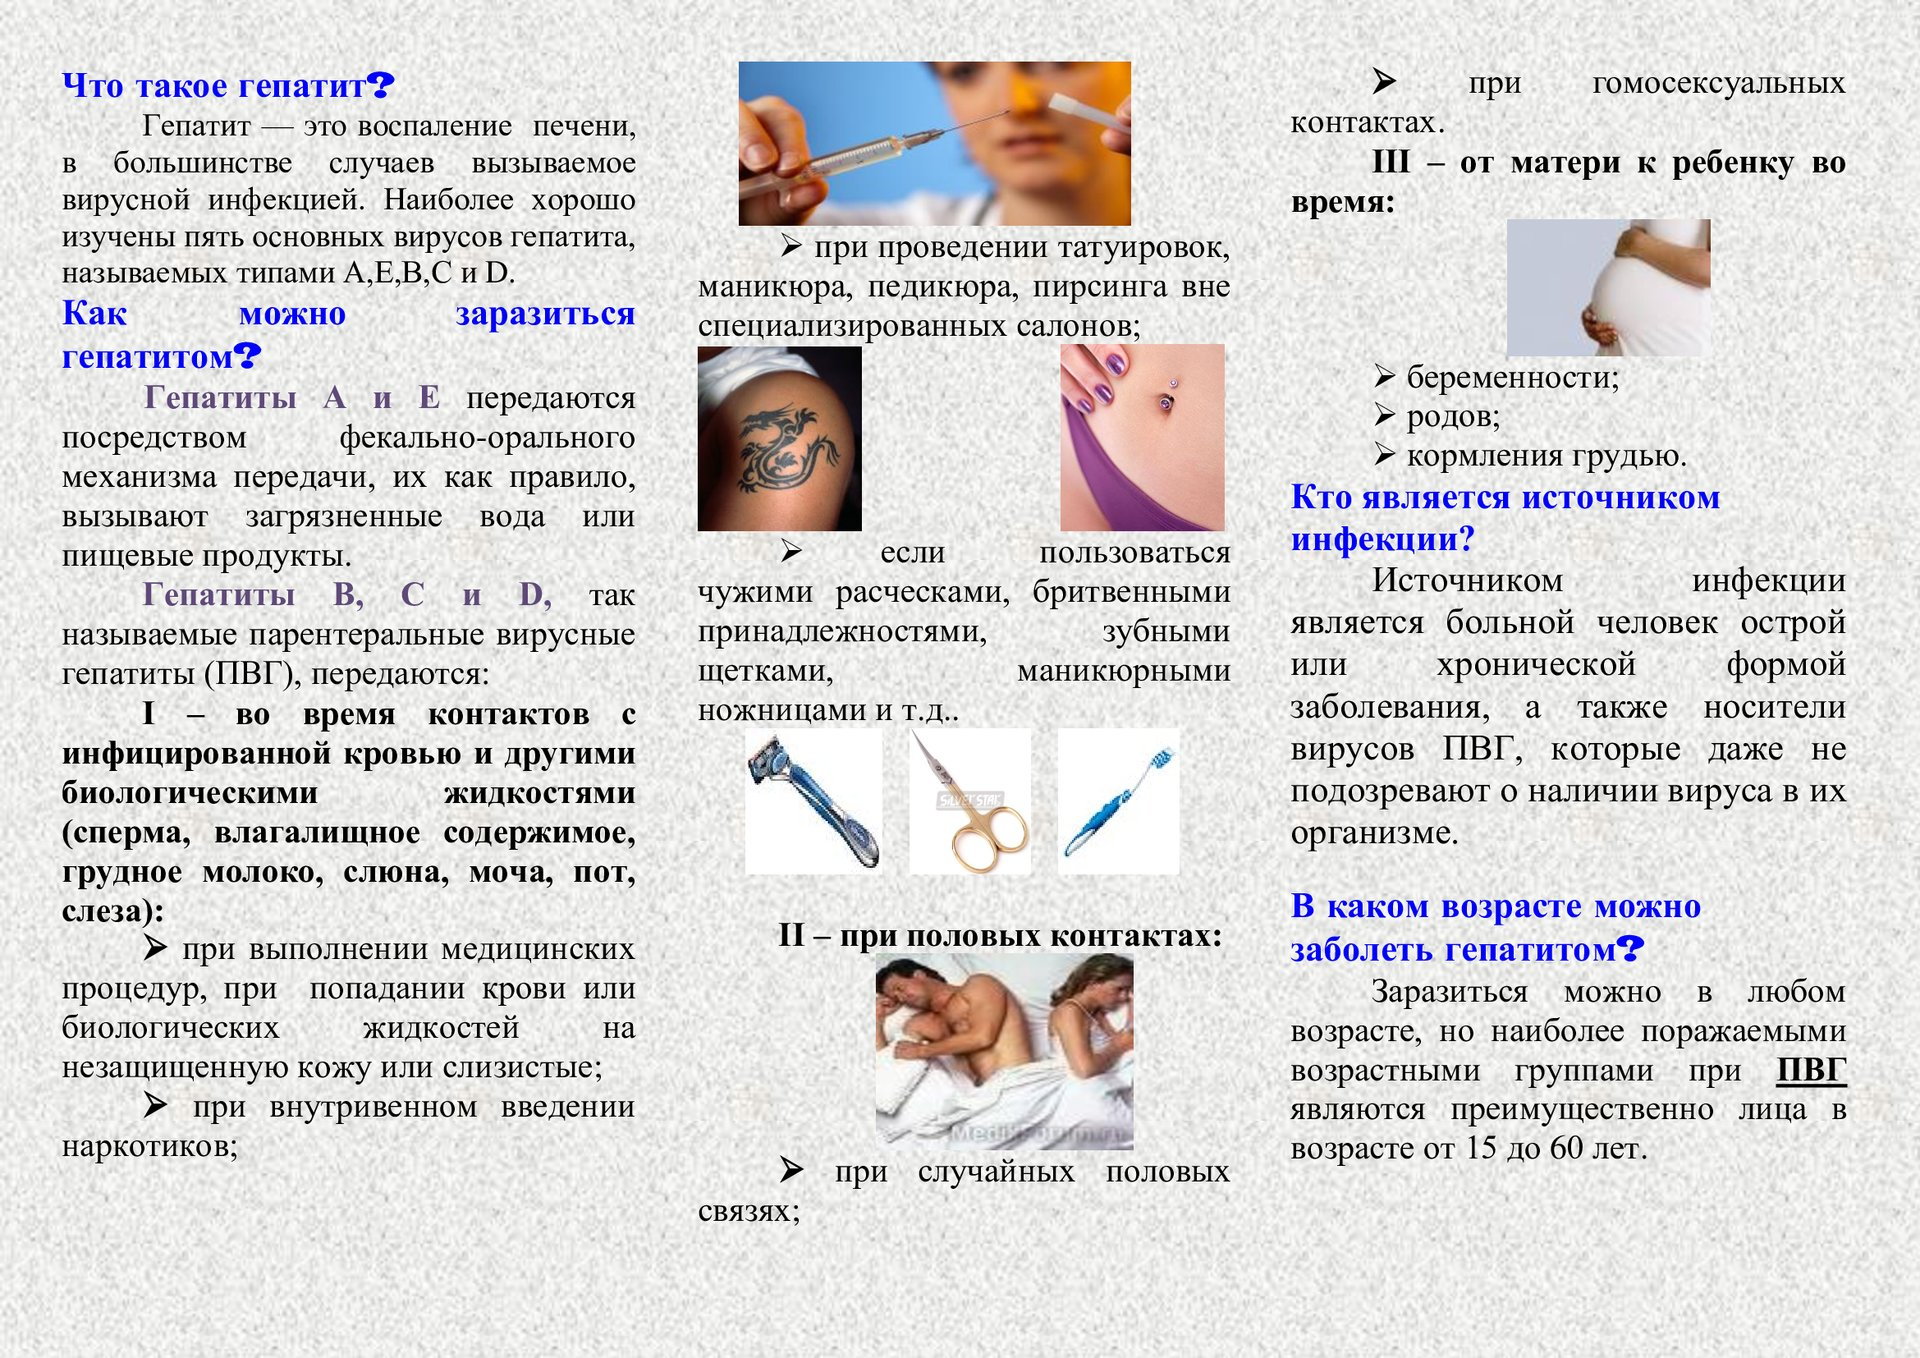 Что такое гепатит?
Гепатит — это воспаление печени,
в большинстве случаев вызываемое
вирусной инфекцией. Наиболее хорошо
изучены пять основных вирусов гепатита,
называемых типами А,Е,В,С и D.
Как можно заразиться
гепатитом?
Гепатиты А и Е передаются
посредством фекально-орального
механизма передачи, их как правило,
вызывают загрязненные вода или
пищевые продукты.
Гепатиты В, С и D, так
называемые парентеральные вирусные
гепатиты (ПВГ), передаются:
I – во время контактов с
инфицированной кровью и другими
биологическими жидкостями
(сперма, влагалищное содержимое,
грудное молоко, слюна, моча, пот,
слеза):
➢ при выполнении медицинских
процедур, при попадании крови или
биологических жидкостей на
незащищенную кожу или слизистые;
➢ при внутривенном введении
наркотиков;
➢ при проведении татуировок,
маникюра, педикюра, пирсинга вне
специализированных салонов;
➢ если пользоваться
чужими расческами, бритвенными
принадлежностями, зубными
щетками, маникюрными
ножницами и т.д..
SILVER STAR
II – при половых контактах:
➢ при случайных половых
связях;
➢ при гомосексуальных
контактах.
III – от матери к ребенку во
время:
➢ беременности;
➢ родов;
➢ кормления грудью.
Кто является источником
инфекции?
Источником инфекции
является больной человек острой
или хронической формой
заболевания, а также носители
вирусов ПВГ, которые даже не
подозревают о наличии вируса в их
организме.
В каком возрасте можно
заболеть гепатитом?
Заразиться можно в любом
возрасте, но наиболее поражаемыми
возрастными группами при ПВГ
являются преимущественно лица в
возрасте от 15 до 60 лет.